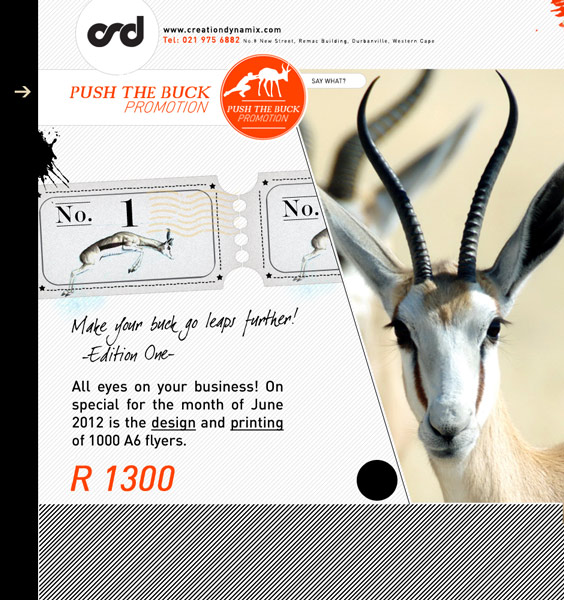 crd
www.creationdynamix.com
Tel: 021 975 6882 No.8 New Street, Remac Building, Durbanville, Western Cape
PUSH THE BUCK
PROMOTION
PUSH THE BUCK
PROMOTION
SAY WHAT?
No. 1
No.
Make your buck go leaps further!
-Edition One-
All eyes on your business! On
special for the month of June
2012 is the design and printing
of 1000 A6 flyers.
R 1300